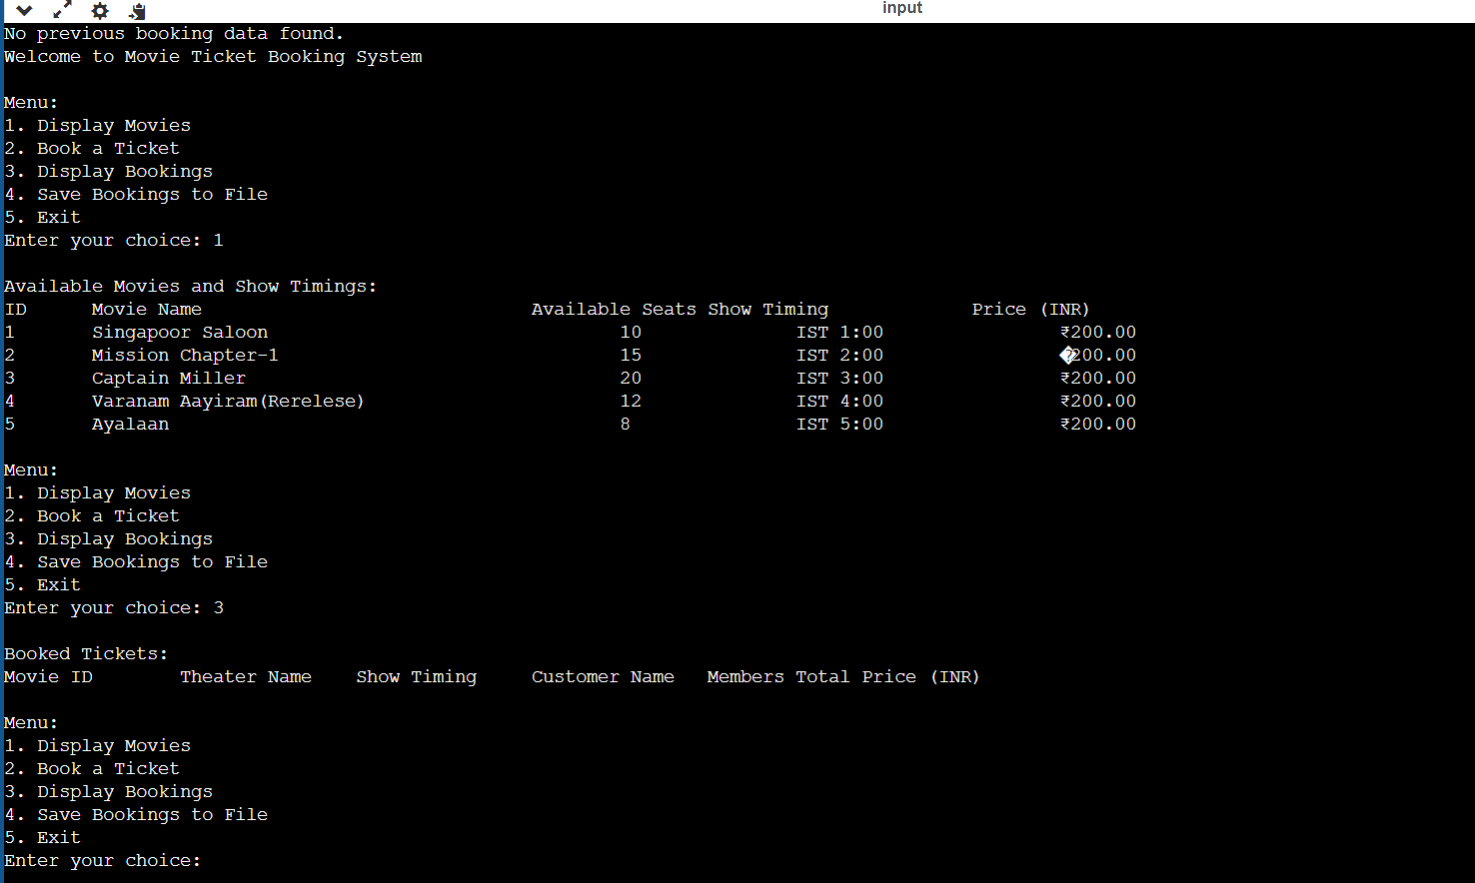 input
No previous booking data found.
Welcome to Movie Ticket Booking System
Menu:
1. Display Movies
2. Book a Ticket
3. Display Bookings
4. Save Bookings to File
5. Exit
Enter your choice: 1
Available Movies and Show Timings:
ID Movie Name Available Seats Show Timing Price (INR)
1 Singapoor Saloon 10 IST 1:00 ₹200.00
2 Mission Chapter-1 15 IST 2:00 �200.00
3 Captain Miller 20 IST 3:00 ₹200.00
4 Varanam Aayiram(Rerelese) 12 IST 4:00 ₹200.00
5 Ayalaan 8 IST 5:00 ₹200.00
Menu:
1. Display Movies
2. Book a Ticket
3. Display Bookings
4. Save Bookings to File
5. Exit
Enter your choice: 3
Booked Tickets:
Movie ID Theater Name Show Timing Customer Name Members Total Price (INR)
Menu:
1. Display Movies
2. Book a Ticket
3. Display Bookings
4. Save Bookings to File
5. Exit
Enter your choice: